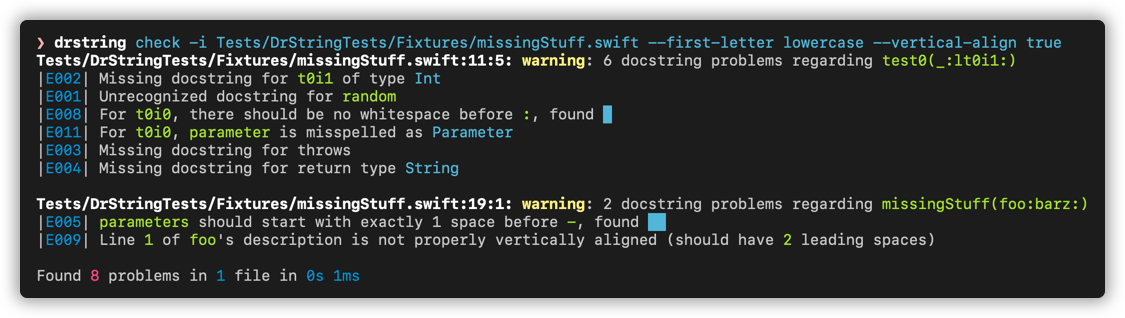 ❯ drstring check -i Tests/DrStringTests/Fixtures/missingStuff.swift --first-letter lowercase --vertical-align true
Tests/DrStringTests/Fixtures/missingStuff.swift:11:5: warning: 6 docstring problems regarding test0(_:lt0i1:)
|E002| Missing docstring for t0i1 of type Int
|E001| Unrecognized docstring for random
|E008| For t0i0, there should be no whitespace before :, found
|E011| For t0i0, parameter is misspelled as Parameter
|E003| Missing docstring for throws
|E004| Missing docstring for return type String
Tests/DrStringTests/Fixtures/missingStuff.swift:19:1: warning: 2 docstring problems regarding missingStuff(foo:barz:)
|E005| parameters should start with exactly 1 space before -, found
|E009| Line 1 of foo's description is not properly vertically aligned (should have 2 leading spaces)
Found 8 problems in 1 file in 0s 1ms